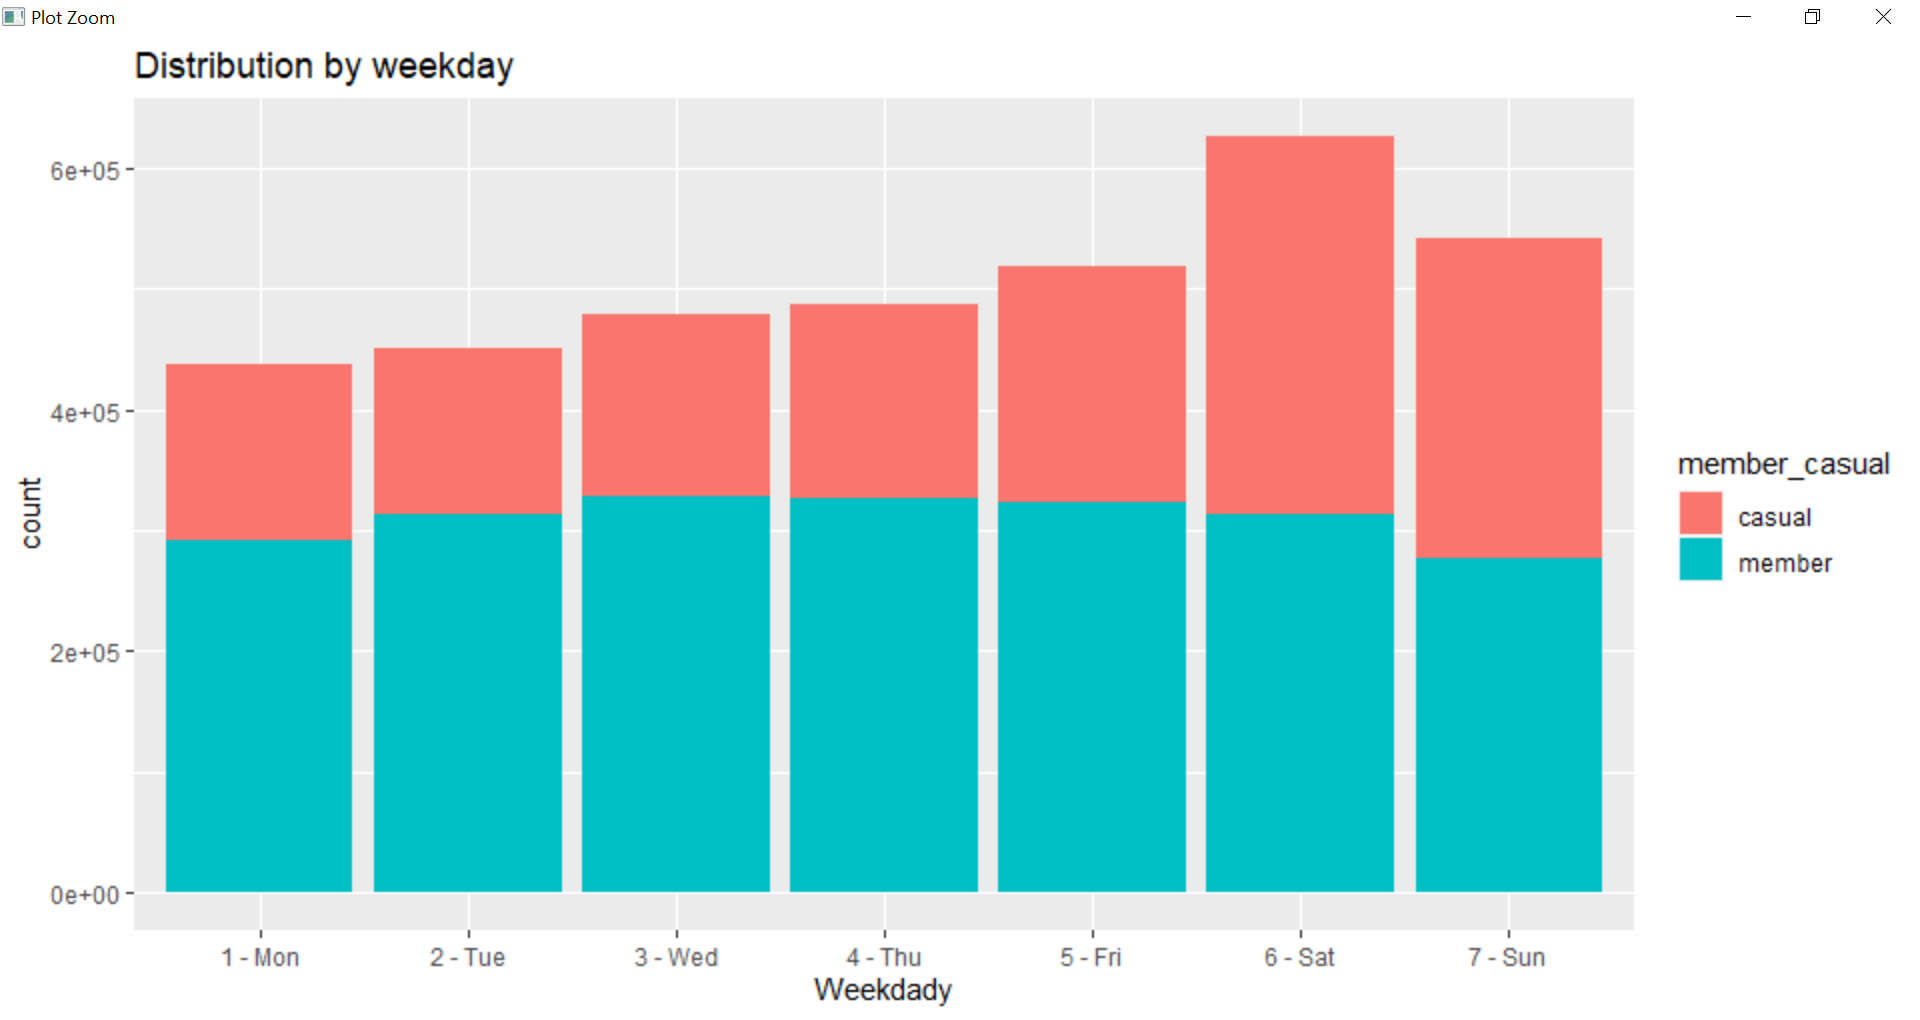 Plot Zoom
Distribution by weekday
6e+05
4e+05
2e+05
0e+00
count
1 - Mon
2 - Tue
3 - Wed
4 - Thu
5 - Fri
6 - Sat
7 - Sun
Weekdady
member_casual
casual
member